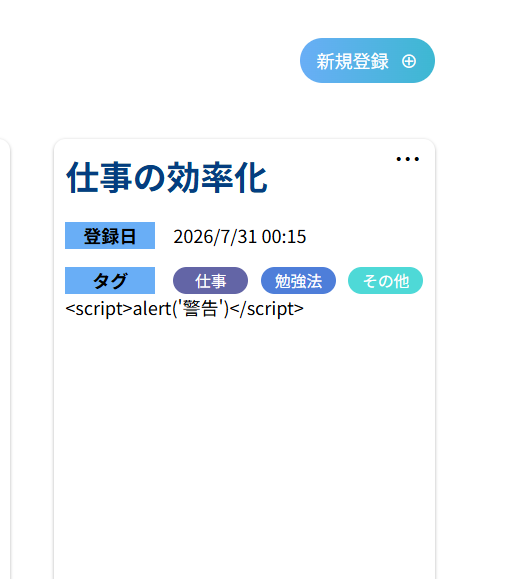 新規登録 ⊕
...
仕事の効率化
登録日 2026/7/31 00:15
タグ 仕事 勉強法 その他
<script>alert('警告')</script>